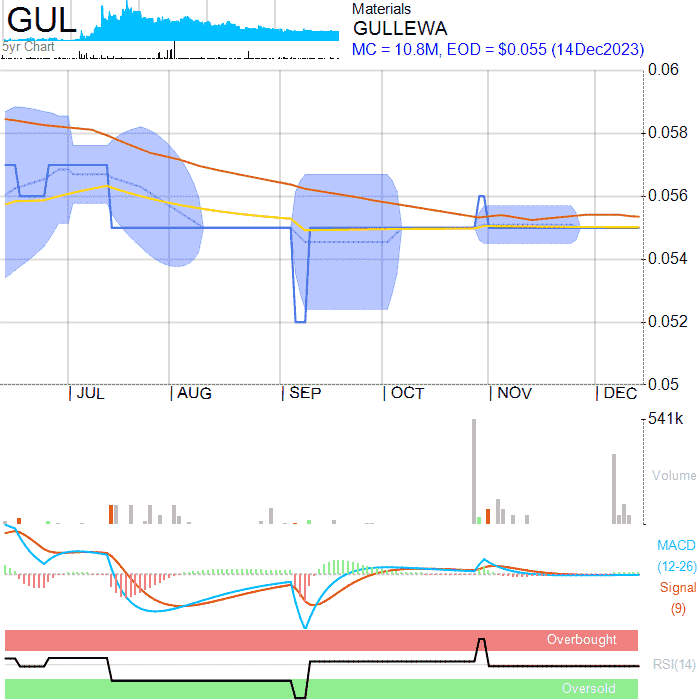 GUL
5yr Chart
Materials
GULLEWA
MC = 10.8M, EOD = $0.055 (14Dec2023)
0.06
0.058
0.056
0.054
0.052
0.05
JUL
AUG
SEP
OCT
NOV
DEC
541k
Volume
MACD
(12-26)
Signal
(9)
Overbought
RSI(14)
Oversold